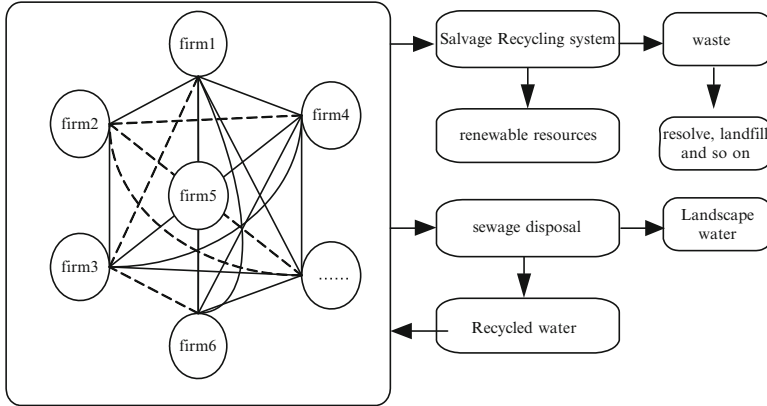 firm1
firm2
firm4
firm5
firm3
......
firm6
Salvage Recycling system
waste
renewable resources
resolve, landfill
and so on
sewage disposal
Landscape
water
Recycled water